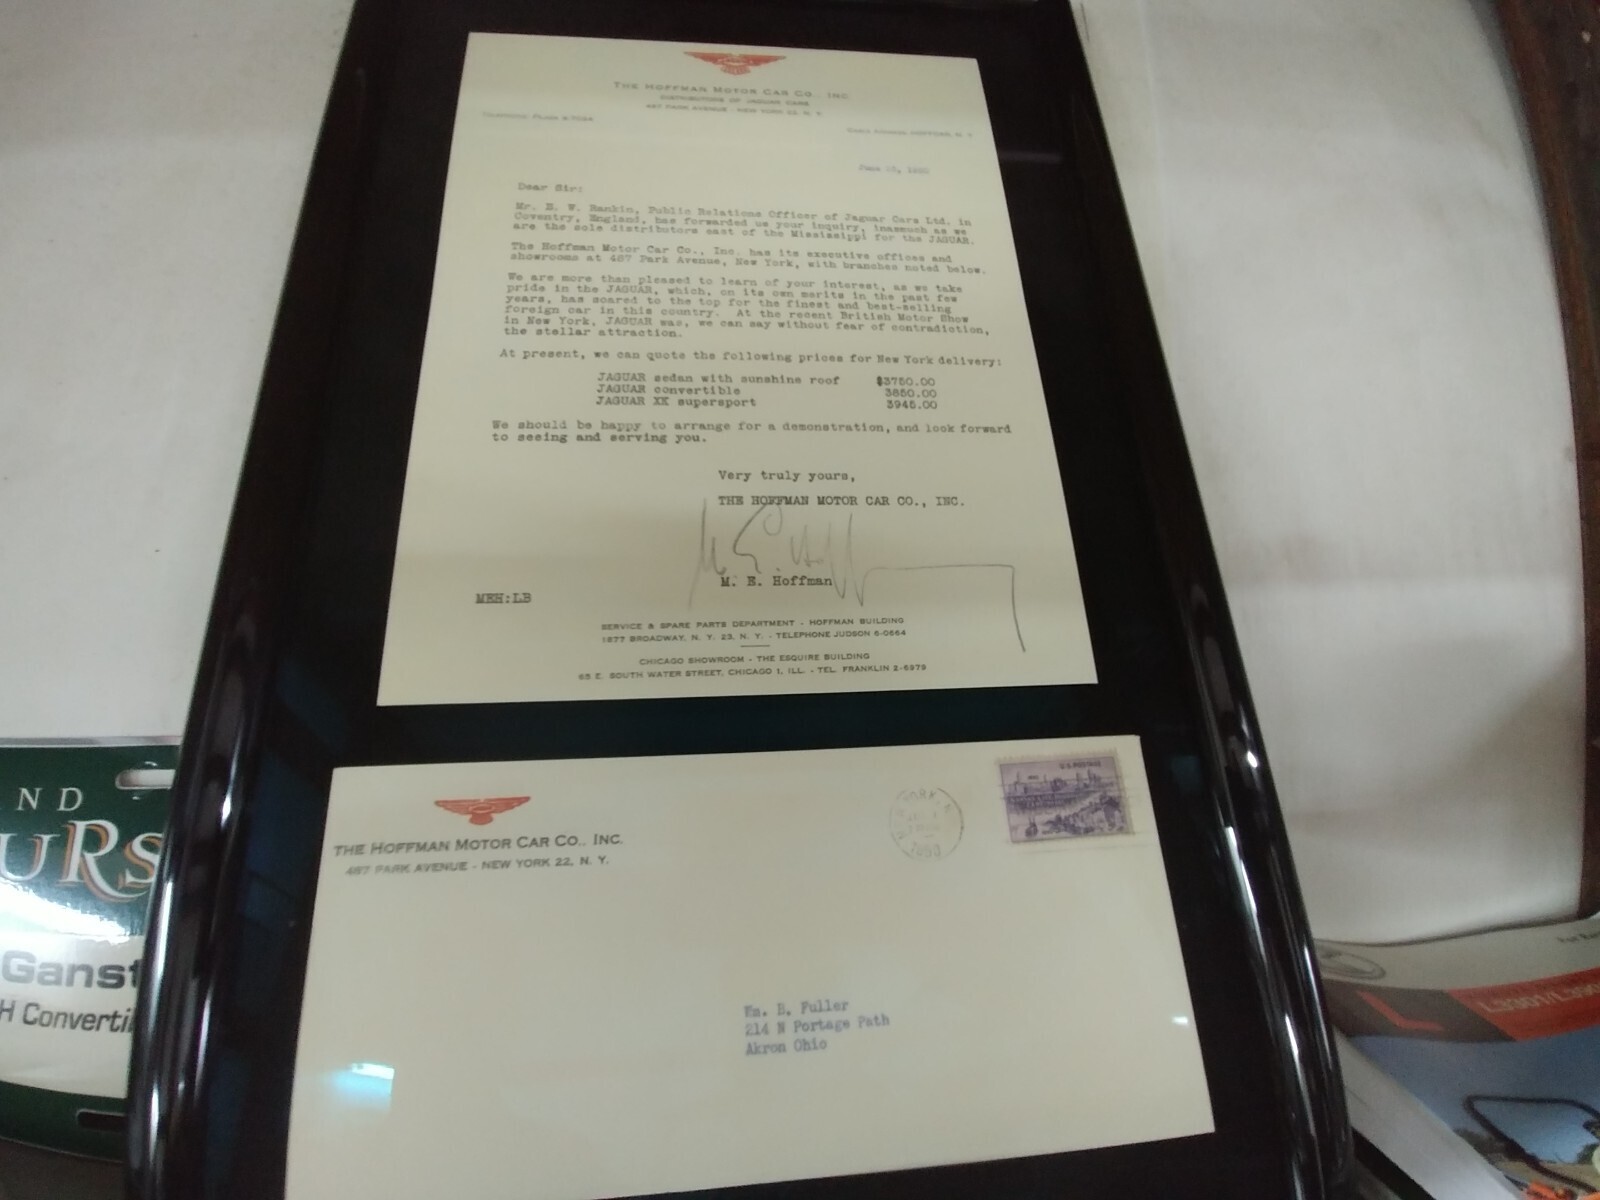 THE HOFFMAN MOTOR CAR CO., INC.
DISTRIBUTORS OF JAGUAR CARS
487 PARK AVENUE - NEW YORK 22, N. Y.
Dear Sir:
Mr. E. W. Rankin, Public Relations Officer of Jaguar Cars Ltd. in
Coventry, England, has forwarded us your inquiry, inasmuch as we
are the sole distributors east of the Mississippi for the JAGUAR.
The Hoffman Motor Car Co., Inc. has its executive offices and
showrooms at 487 Park Avenue, New York, with branches noted below.
We are more than pleased to learn of your interest, as we take
pride in the JAGUAR, which, on its own merits in the past few
years, has soared to the top for the finest and best-selling
foreign car in this country. At the recent British Motor Show
in New York, JAGUAR was, we can say without fear of contradiction,
the stellar attraction.
At present, we can quote the following prices for New York delivery:
JAGUAR sedan with sunshine roof $3750.00
JAGUAR convertible 3850.00
JAGUAR XK supersport 3945.00
We should be happy to arrange for a demonstration, and look forward
to seeing and serving you.
Very truly yours,
THE HOFFMAN MOTOR CAR CO., INC.
M. E. Hoff
M. E. Hoffman
MEH:LB
SERVICE & SPARE PARTS DEPARTMENT - HOFFMAN BUILDING
1877 BROADWAY, N. Y. 23, N. Y. - TELEPHONE JUDSON 6-0664
CHICAGO SHOWROOM - THE ESQUIRE BUILDING
65 E. SOUTH WATER STREET, CHICAGO 1, ILL. - TEL. FRANKLIN 2-6979
THE HOFFMAN MOTOR CAR CO., INC.
487 PARK AVENUE - NEW YORK 22, N. Y.
YORK, N.
1950
U.S. POSTAGE
Wm. B. Fuller
214 N Portage Path
Akron Ohio
ND
URS
Ganst
H Converti
L